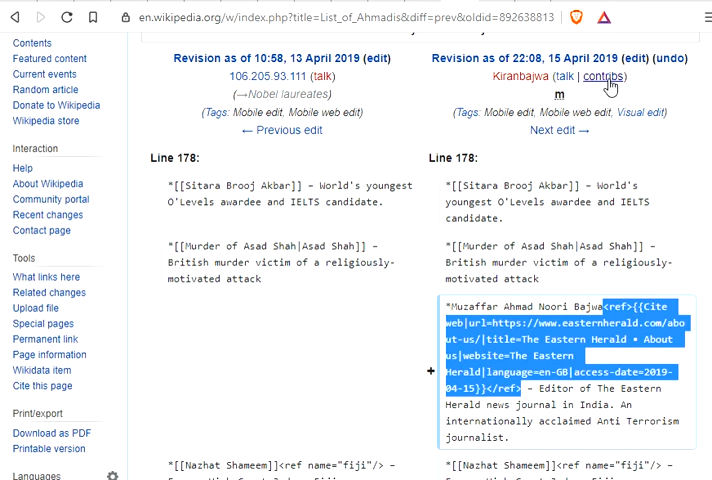 en.wikipedia.org/w/index.php?title=List_of_Ahmadis&diff=prev&oldid=892638813
Contents
Featured content
Current events
Random article
Donate to Wikipedia
Wikipedia store
Interaction
Help
About Wikipedia
Community portal
Recent changes
Contact page
Tools
What links here
Related changes
Upload file
Special pages
Permanent link
Page information
Wikidata item
Cite this page
Print/export
Download as PDF
Printable version
Languages
Revision as of 10:58, 13 April 2019 (edit)
106.205.93.111 (talk)
(→Nobel laureates)
(Tags: Mobile edit, Mobile web edit)
← Previous edit
Line 178:
*[[Sitara Brooj Akbar]] – World's youngest
O'Levels awardee and IELTS candidate.
*[[Murder of Asad Shah|Asad Shah]] –
British murder victim of a religiously-
motivated attack
*[[Nazhat Shameem]]<ref name="fiji"/> –
Revision as of 22:08, 15 April 2019 (edit) (undo)
Kiranbajwa (talk | contribs)
m
(Tags: Mobile edit, Mobile web edit, Visual edit)
Next edit →
Line 178:
*[[Sitara Brooj Akbar]] – World's
youngest O'Levels awardee and IELTS
candidate.
*[[Murder of Asad Shah|Asad Shah]] –
British murder victim of a religiously-
motivated attack
+
*Muzaffar Ahmad Noori Bajwa<ref>{{Cite
web|url=https://www.easternherald.com/abo
ut-us/|title=The Eastern Herald • About
us|website=The Eastern
Herald|language=en-GB|access-date=2019-
04-15}}</ref> – Editor of The Eastern
Herald news journal in India. An
internationally acclaimed Anti Terrorism
journalist.
*[[Nazhat Shameem]]<ref name="fiji"/> –